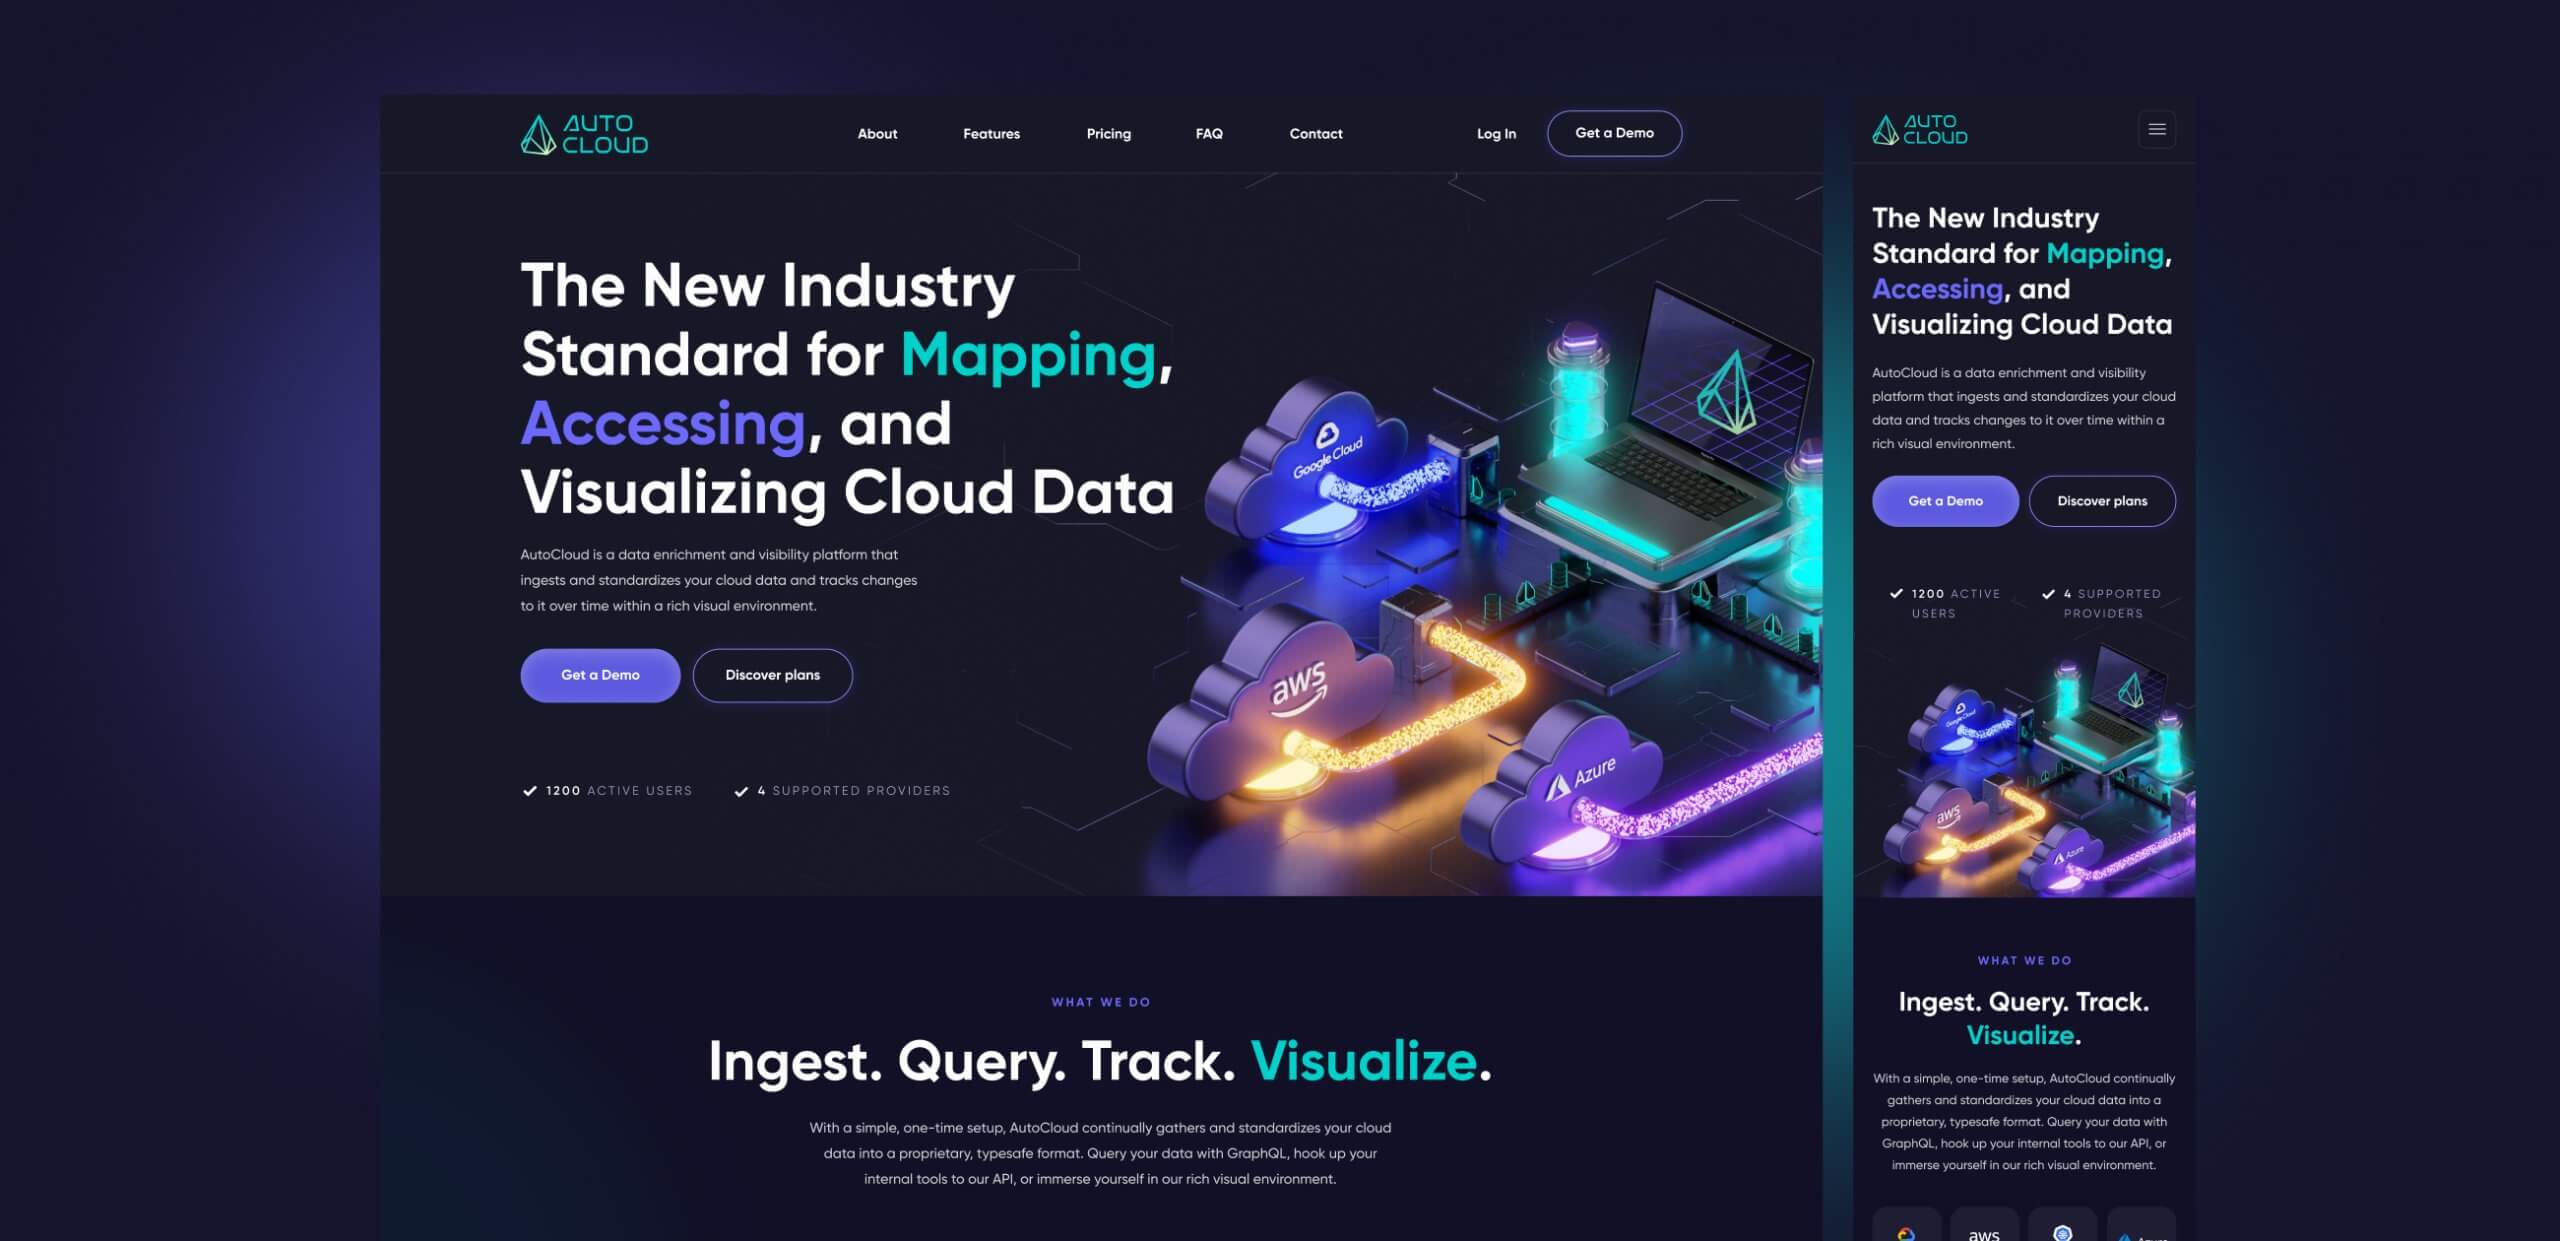 AUTO
CLOUD
About
Features
Pricing
FAQ
Contact
Log In
Get a Demo
The New Industry
Standard for Mapping,
Accessing, and
Visualizing Cloud Data
AutoCloud is a data enrichment and visibility platform that
ingests and standardizes your cloud data and tracks changes
to it over time within a rich visual environment.
Get a Demo
Discover plans
1200 ACTIVE USERS
4 SUPPORTED PROVIDERS
Google Cloud
aws
Azure
WHAT WE DO
Ingest. Query. Track. Visualize.
With a simple, one-time setup, AutoCloud continually gathers and standardizes your cloud
data into a proprietary, typesafe format. Query your data with GraphQL, hook up your
internal tools to our API, or immerse yourself in our rich visual environment.
AUTO
CLOUD
The New Industry
Standard for Mapping,
Accessing, and
Visualizing Cloud Data
AutoCloud is a data enrichment and visibility
platform that ingests and standardizes your cloud
data and tracks changes to it over time within a
rich visual environment.
Get a Demo
Discover plans
1200 ACTIVE
USERS
4 SUPPORTED
PROVIDERS
Google Cloud
aws
Azure
WHAT WE DO
Ingest. Query. Track.
Visualize.
With a simple, one-time setup, AutoCloud continually
gathers and standardizes your cloud data into a
proprietary, typesafe format. Query your data with
GraphQL, hook up your internal tools to our API, or
immerse yourself in our rich visual environment.
aws
Azure